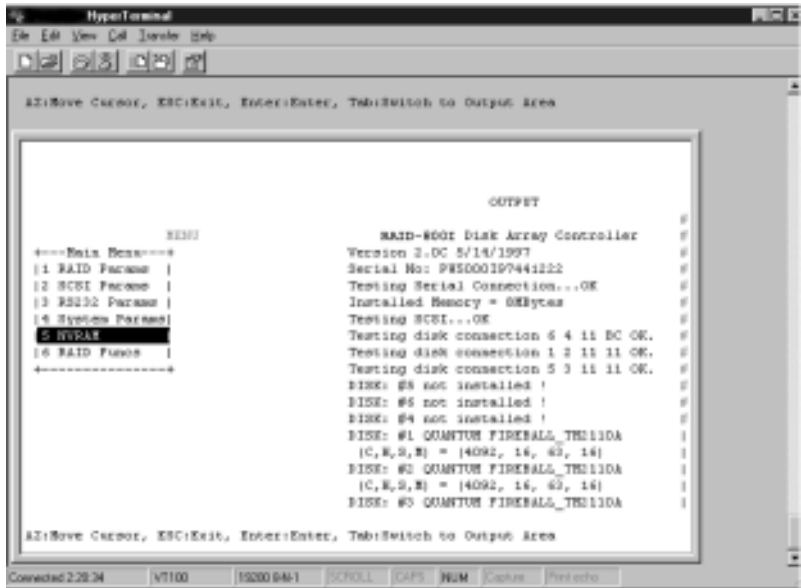 HyperTerminal
File Edit View Call Transfer Help
AZ:Move Cursor, ESC:Exit, Enter:Enter, Tab:Switch to Output Area
OUTPUT
MENU
RAID-800I Disk Array Controller
+---Main Menu---+
Version 2.0C 5/14/1997
|1 RAID Params |
Serial No:
|2 SCSI Params |
Testing Serial Connection...OK
|3 RS232 Params |
Installed Memory = 8MBytes
|4 System Params|
Testing SCSI...OK
5 NVRAM
Testing disk connection 6 4 11 BC OK.
|6 RAID Funcs |
Testing disk connection 1 2 11 11 OK.
+---------------+
Testing disk connection 5 3 11 11 OK.
DISK: #5 not installed !
DISK: #6 not installed !
DISK: #4 not installed !
DISK: #1 QUANTUM FIREBALL_TM2110A
(C,H,S,M) = (4092, 16, 63, 16)
DISK: #2 QUANTUM FIREBALL_TM2110A
(C,H,S,M) = (4092, 16, 63, 16)
DISK: #3 QUANTUM FIREBALL_TM2110A
AZ:Move Cursor, ESC:Exit, Enter:Enter, Tab:Switch to Output Area
Connected 2:28:34 VT100 19200 8-N-1 SCROLL CAPS NUM Capture Print echo